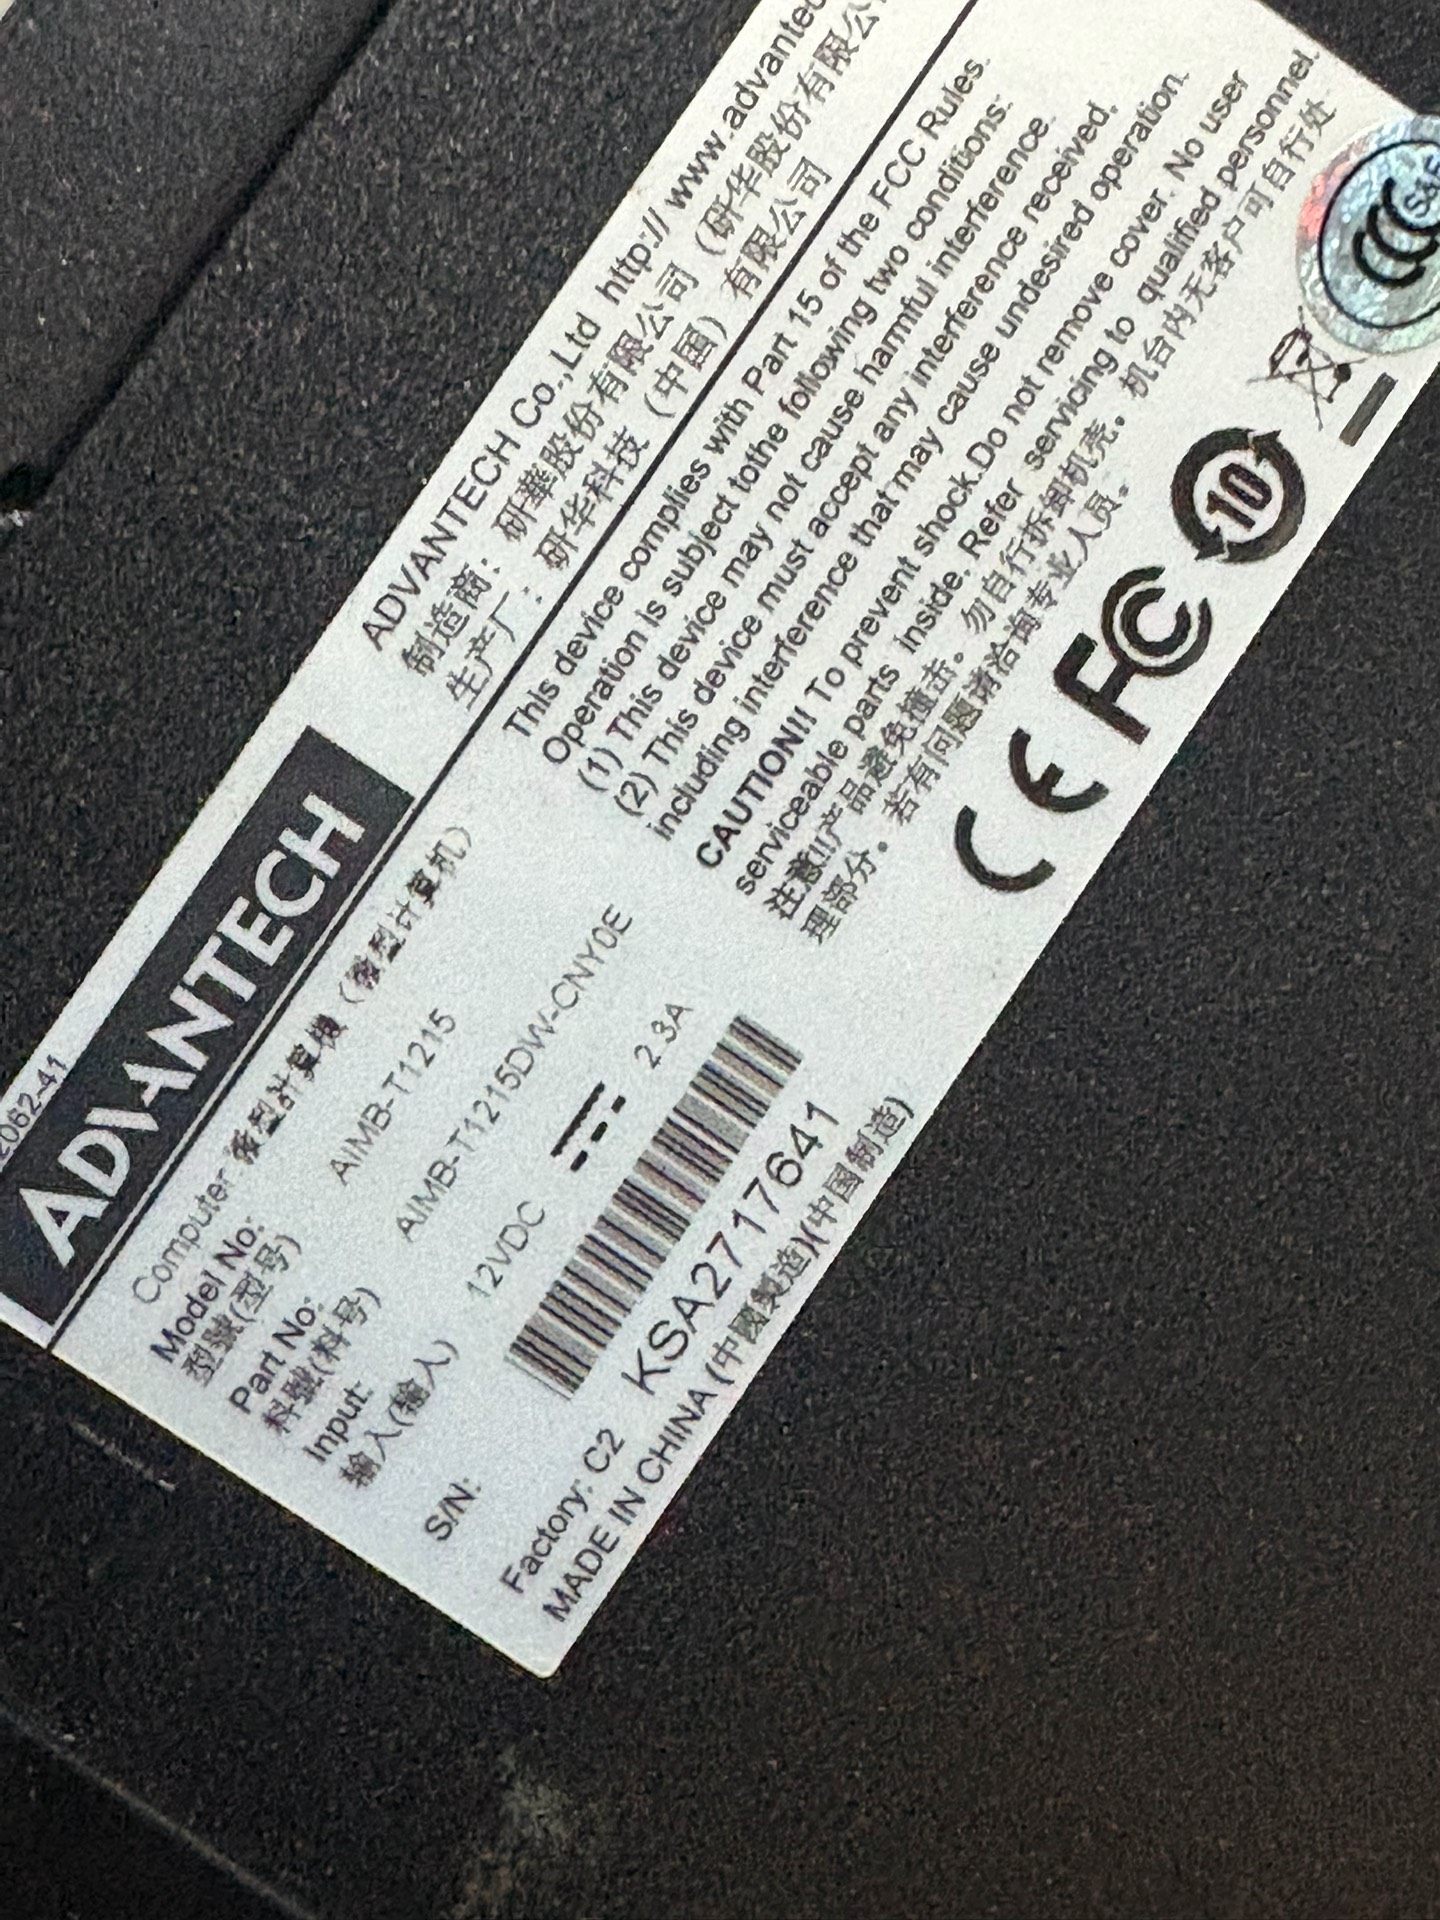 2062-41
ADVANTECH
ADVANTECH Co.,Ltd http:// www.advantec
制造商：研華股份有限公司（研华股份有限公
生产厂：研华科技（中国）有限公司
Computer 微型計算機（微型计算机）
Model No:
型號(型号)
AIMB-T1215
Part No:
料號(料号)
AIMB-T1215DW-CNY0E
Input:
输入(输入)
12VDC 2.3A
S/N:
KSA2717641
Factory: C2
MADE IN CHINA (中國製造)(中国制造)
This device complies with Part 15 of the FCC Rules.
Operation is subject tothe following two conditions:
(1) This device may not cause harmful interference.
(2) This device must accept any interference received,
including interference that may cause undesired operation.
CAUTION!! To prevent shock.Do not remove cover. No user
serviceable parts inside. Refer servicing to qualified personnel.
注意!!产品避免撞击。勿自行拆卸机壳。机台内无客户可自行处
理部分。若有问题请洽询专业人员。
CE FC 10
CCC S&E